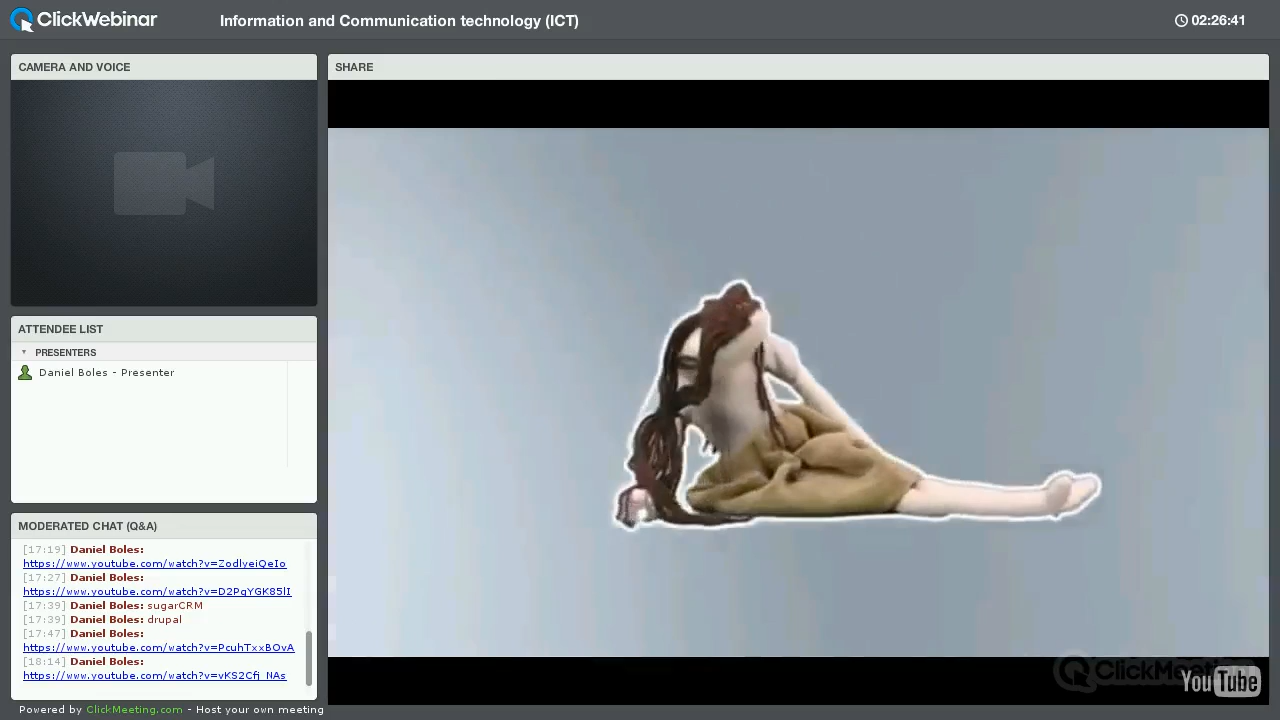 ClickWebinar
Information and Communication technology (ICT)
02:26:41
CAMERA AND VOICE
SHARE
ATTENDEE LIST
PRESENTERS
Daniel Boles - Presenter
MODERATED CHAT (Q&A)
[17:19] Daniel Boles:
https://www.youtube.com/watch?v=ZodlyeiQeIo
[17:27] Daniel Boles:
https://www.youtube.com/watch?v=D2PqYGK85lI
[17:39] Daniel Boles: sugarCRM
[17:39] Daniel Boles: drupal
[17:47] Daniel Boles:
https://www.youtube.com/watch?v=PcuhTxxBOvA
[18:14] Daniel Boles:
https://www.youtube.com/watch?v=vKS2Cfj_NAs
ClickMeeting
YouTube
Powered by ClickMeeting.com - Host your own meeting